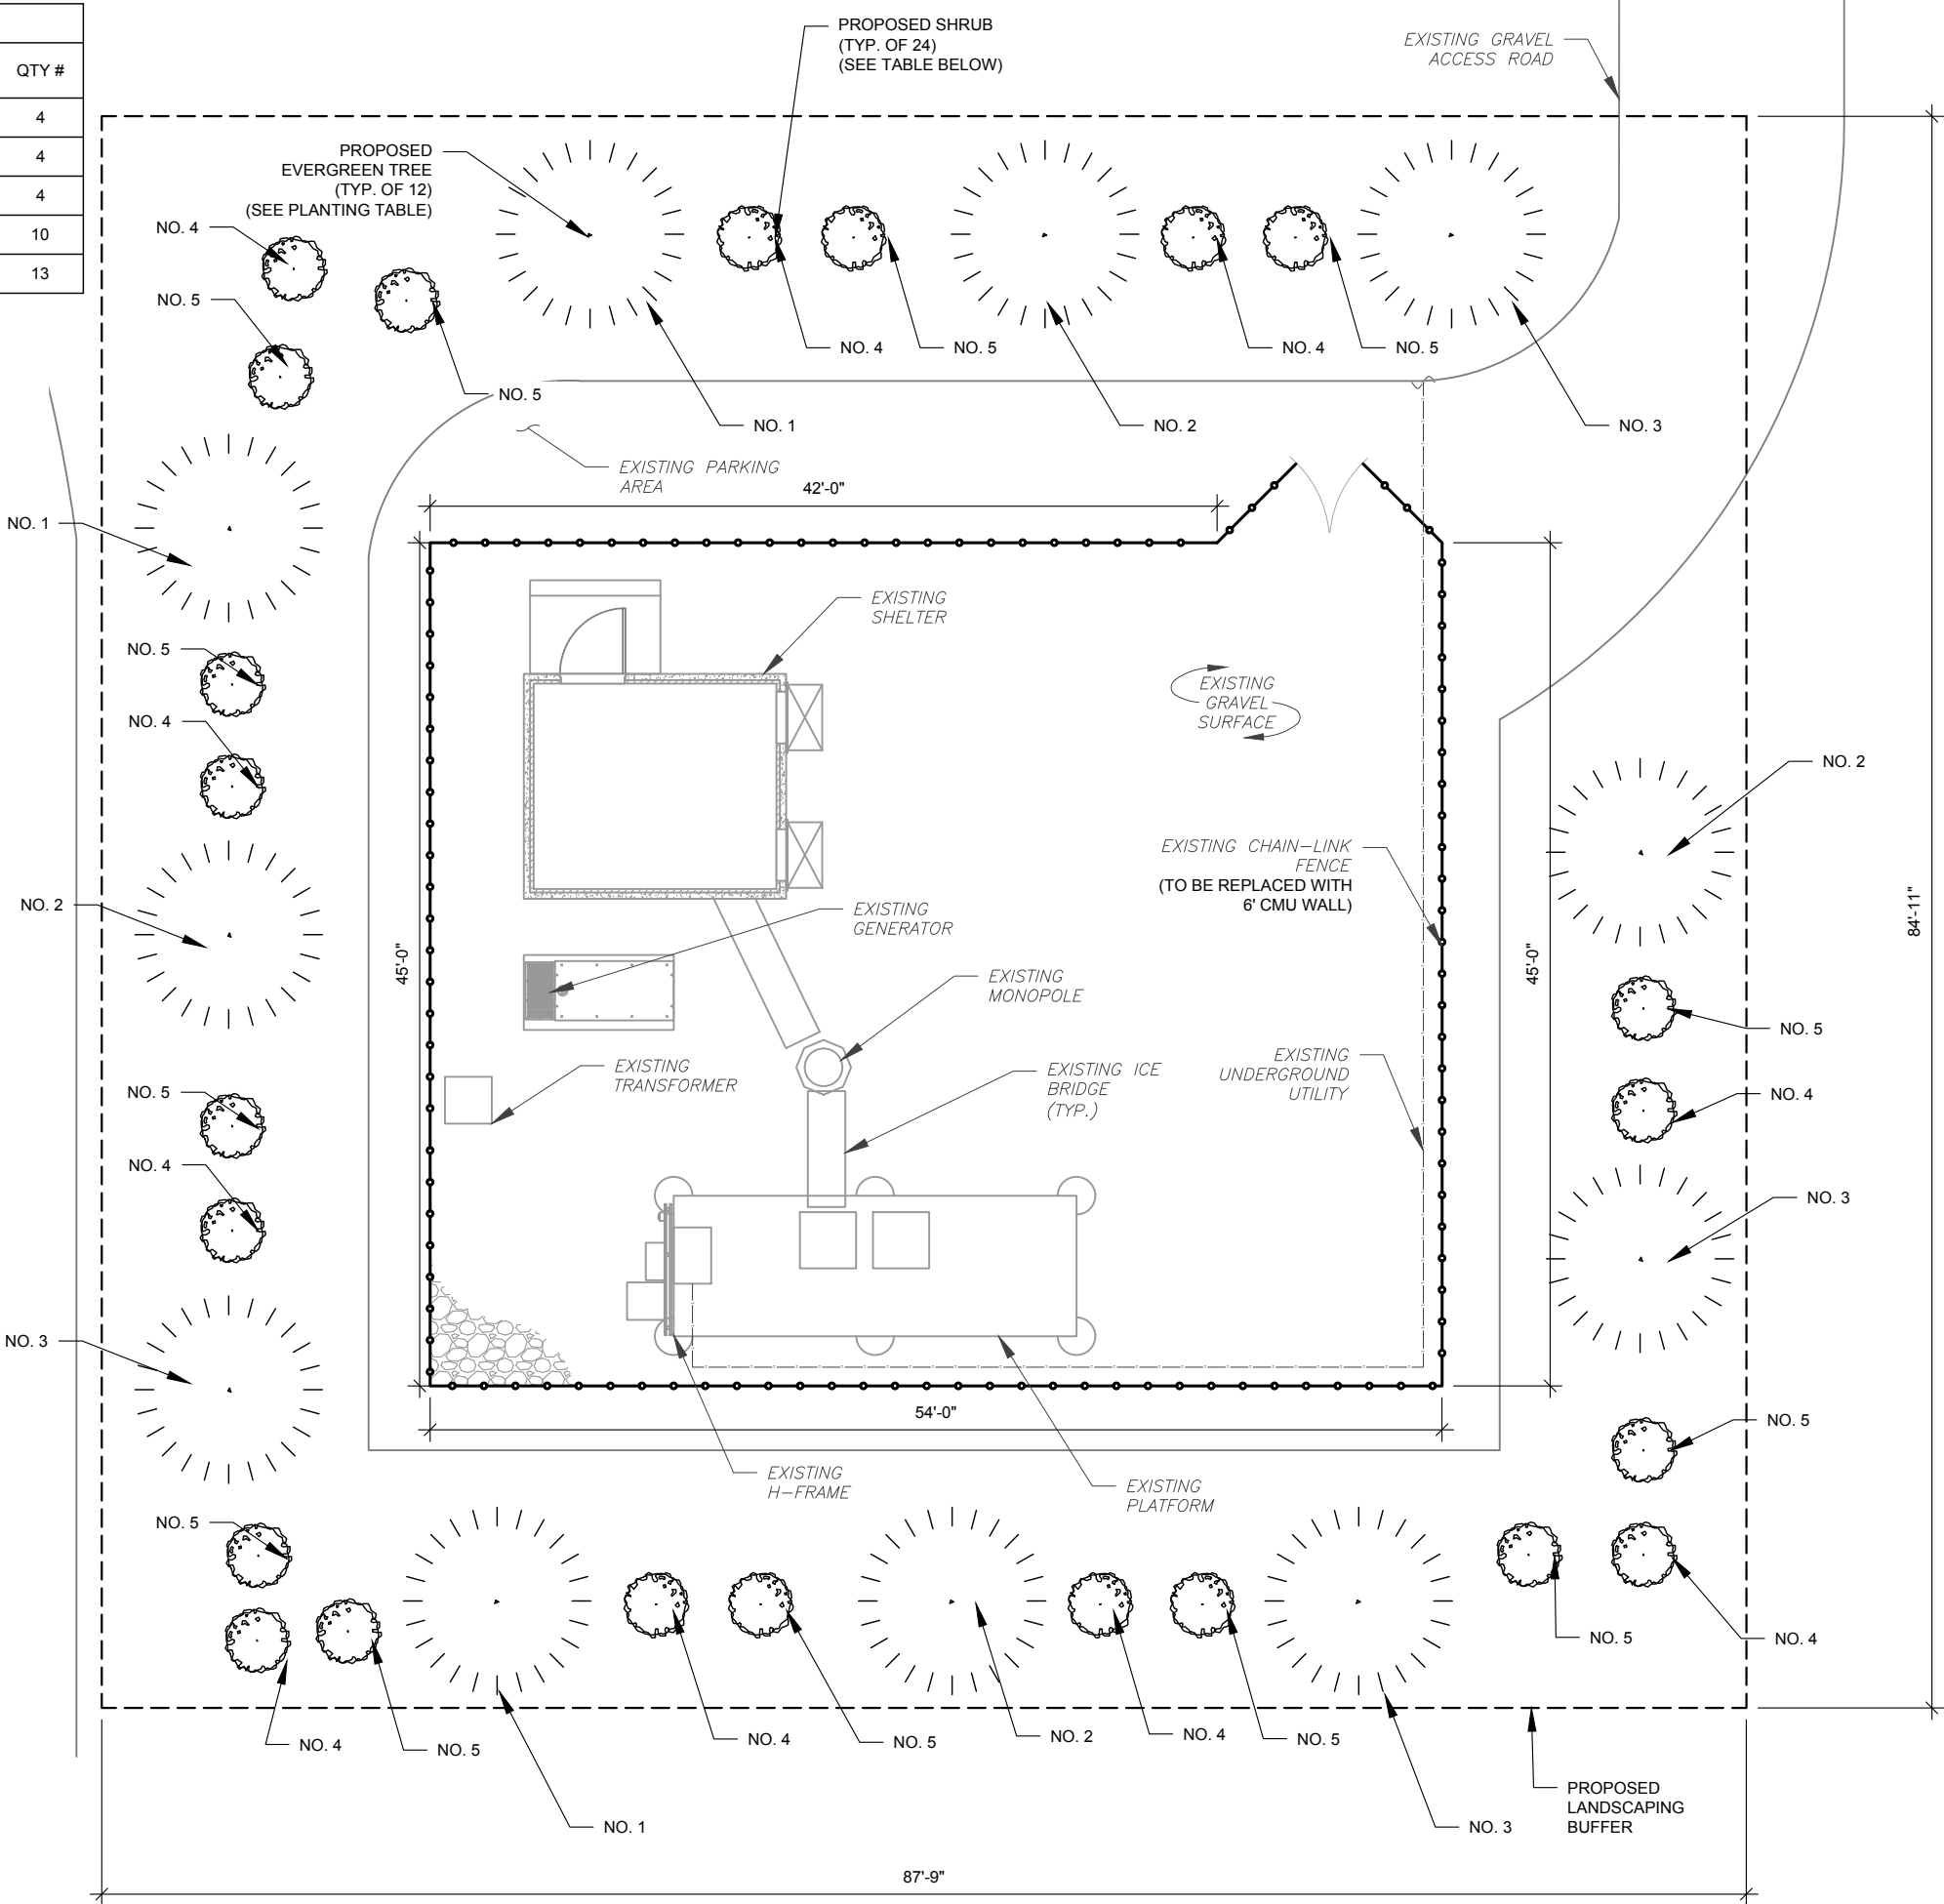 QTY #
4
4
4
10
13
PROPOSED SHRUB
(TYP. OF 24)
(SEE TABLE BELOW)
EXISTING GRAVEL
ACCESS ROAD
PROPOSED
EVERGREEN TREE
(TYP. OF 12)
(SEE PLANTING TABLE)
NO. 4
NO. 5
NO. 5
NO. 4
NO. 5
NO. 4
NO. 5
NO. 1
NO. 2
NO. 3
EXISTING PARKING
AREA
42'-0"
NO. 1
EXISTING
SHELTER
NO. 5
EXISTING
GRAVEL
SURFACE
NO. 4
NO. 2
EXISTING CHAIN-LINK
FENCE
(TO BE REPLACED WITH
6' CMU WALL)
84'-11"
NO. 2
EXISTING
GENERATOR
45'-0"
45'-0"
EXISTING
MONOPOLE
NO. 5
EXISTING
TRANSFORMER
EXISTING ICE
BRIDGE
(TYP.)
EXISTING
UNDERGROUND
UTILITY
NO. 5
NO. 4
NO. 4
NO. 3
NO. 3
54'-0"
NO. 5
EXISTING
H-FRAME
EXISTING
PLATFORM
NO. 5
NO. 5
NO. 4
NO. 4
NO. 5
NO. 4
NO. 5
NO. 2
NO. 4
NO. 5
PROPOSED
LANDSCAPING
BUFFER
NO. 1
NO. 3
87'-9"